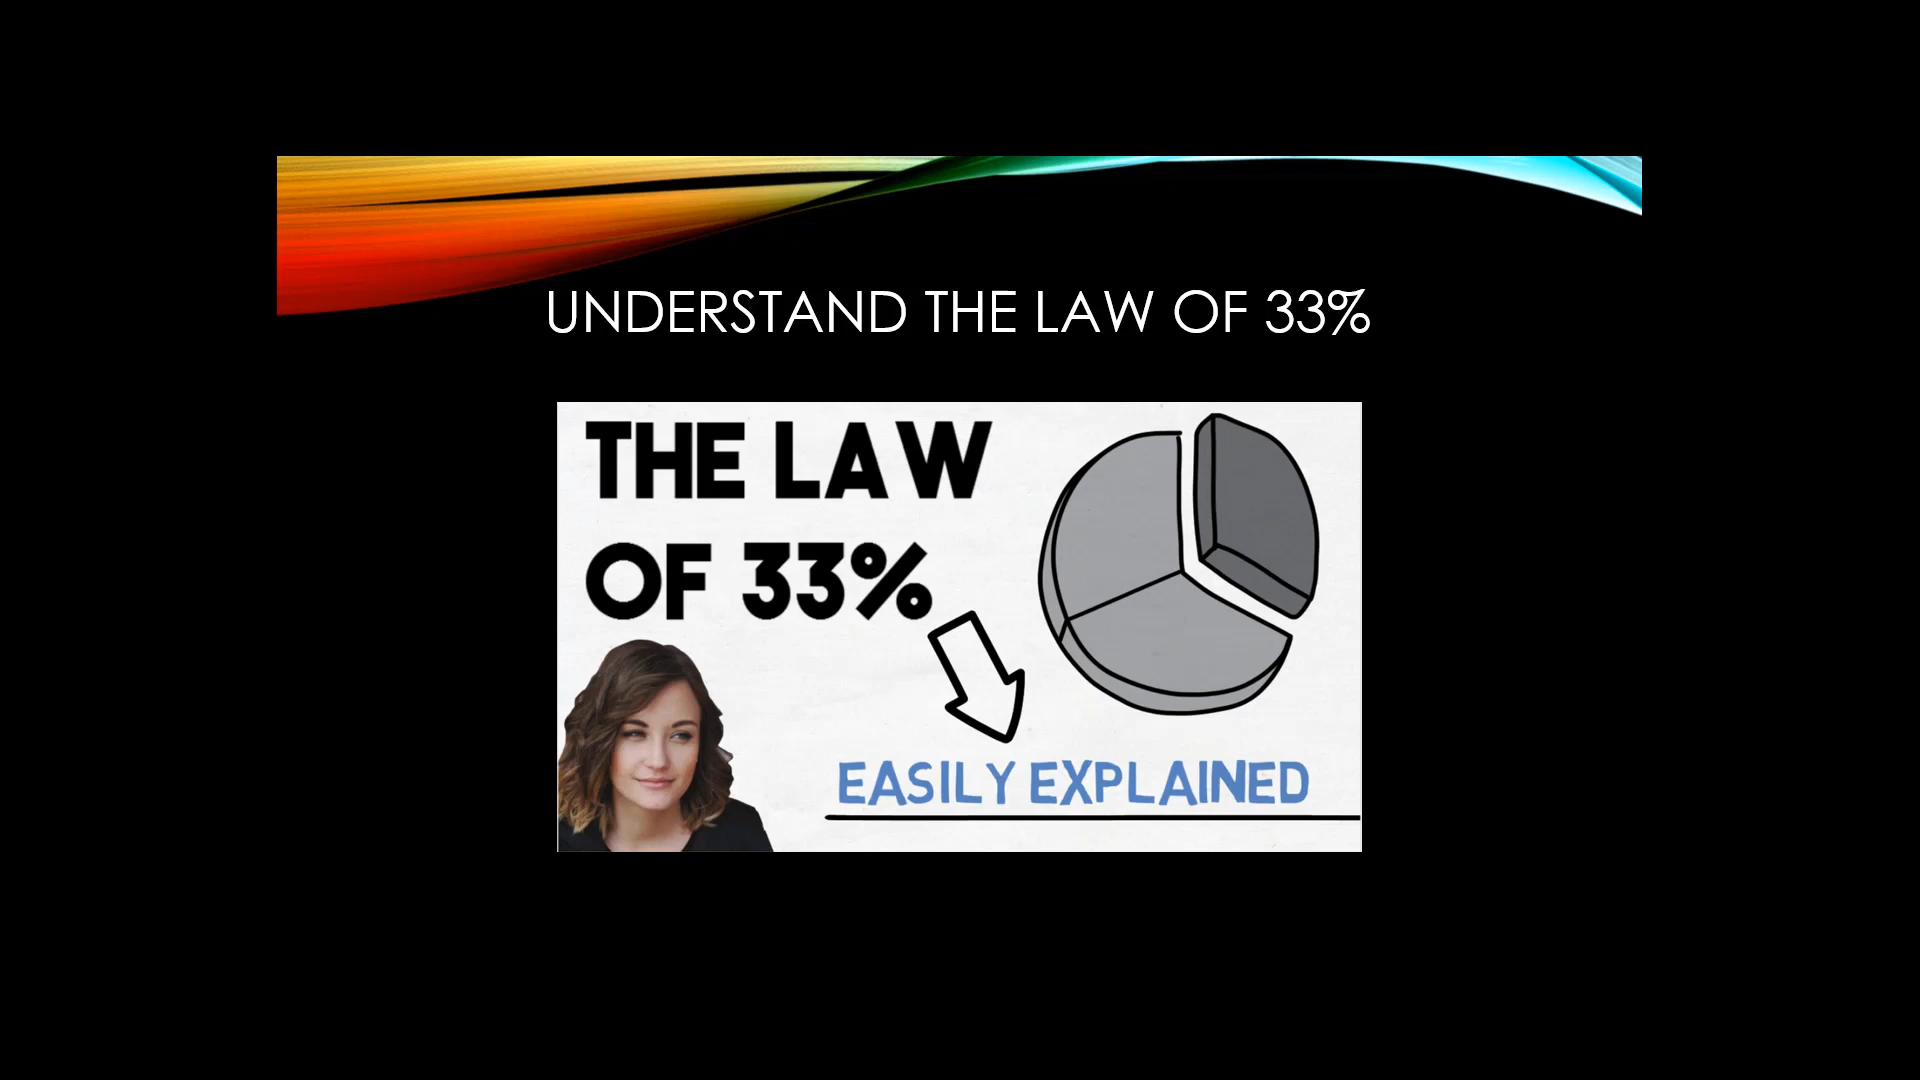 UNDERSTAND THE LAW OF 33%
THE LAW
OF 33%
EASILY EXPLAINED